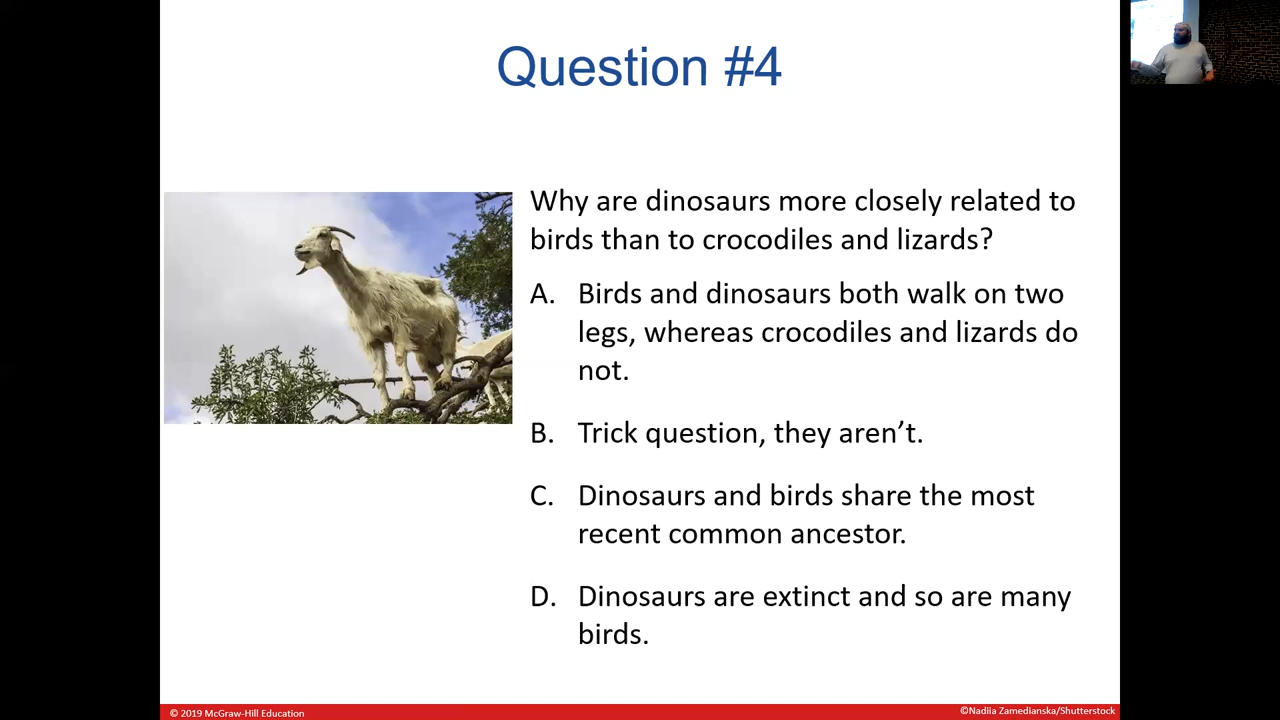 Question #4
Why are dinosaurs more closely related to
birds than to crocodiles and lizards?
A. Birds and dinosaurs both walk on two
legs, whereas crocodiles and lizards do
not.
B. Trick question, they aren’t.
C. Dinosaurs and birds share the most
recent common ancestor.
D. Dinosaurs are extinct and so are many
birds.
© 2019 McGraw-Hill Education
©Nadiia Zamedianska/Shutterstock